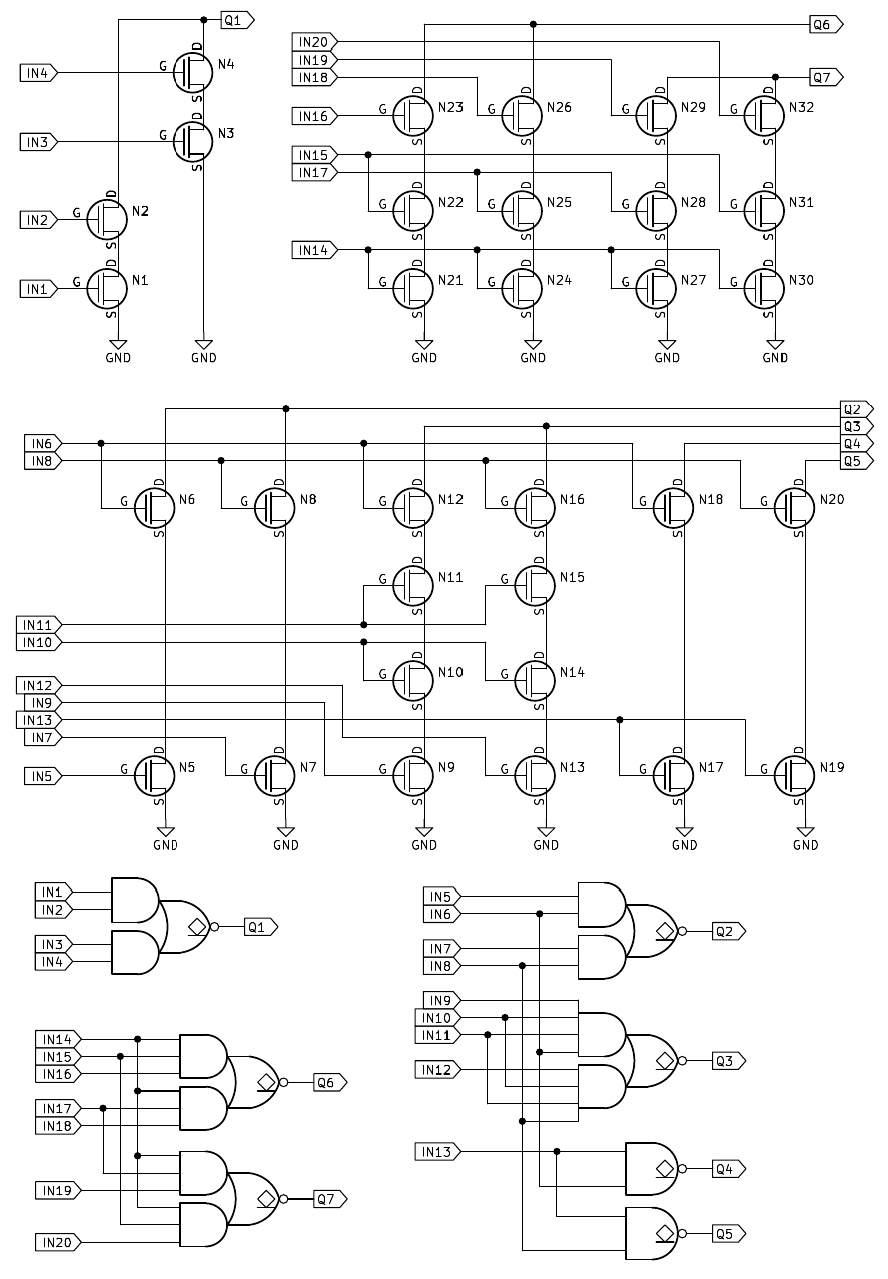 Q1
D
IN4 G N4
S
D
IN3 G N3
S
D
IN2 G N2
S
D
IN1 G N1
S
GND GND
Q6
IN20
IN19
IN18 Q7
D D D D
IN16 G N23 G N26 G N29 G N32
S S S S
IN15
IN17
D D D D
G N22 G N25 G N28 G N31
S S S S
IN14
D D D D
G N21 G N24 G N27 G N30
S S S S
GND GND GND GND
Q2
Q3
IN6 Q4
IN8 Q5
D D D D D D
G N6 G N8 G N12 G N16 G N18 G N20
S S S S S S
D D
G N11 G N15
S S
IN11
IN10
D D
G N10 G N14
S S
IN12
IN9
IN13
IN7
D D D D D D
IN5 G N5 G N7 G N9 G N13 G N17 G N19
S S S S S S
GND GND GND GND GND GND
IN1
IN2
Q1
IN3
IN4
IN14
IN15
IN16
Q6
IN17
IN18
IN19
Q7
IN20
IN5
IN6
Q2
IN7
IN8
IN9
IN10
IN11
Q3
IN12
IN13
Q4
Q5